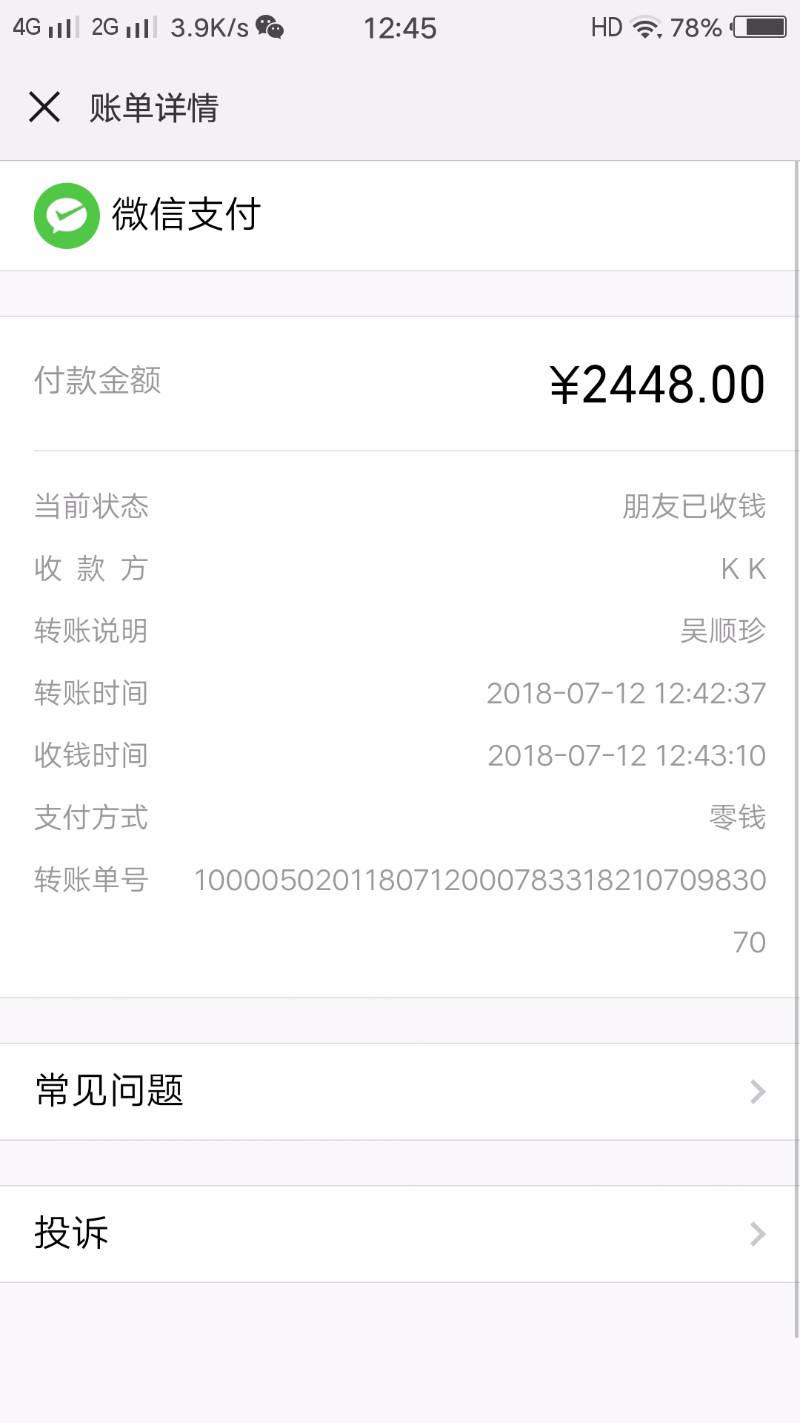 4G 2G 3.9K/s 12:45 HD 78%
账单详情
微信支付
付款金额 ¥2448.00
当前状态 朋友已收钱
收款方 K K
转账说明 吴顺珍
转账时间 2018-07-12 12:42:37
收钱时间 2018-07-12 12:43:10
支付方式 零钱
转账单号 1000050201180712000783318210709830
70
常见问题
投诉